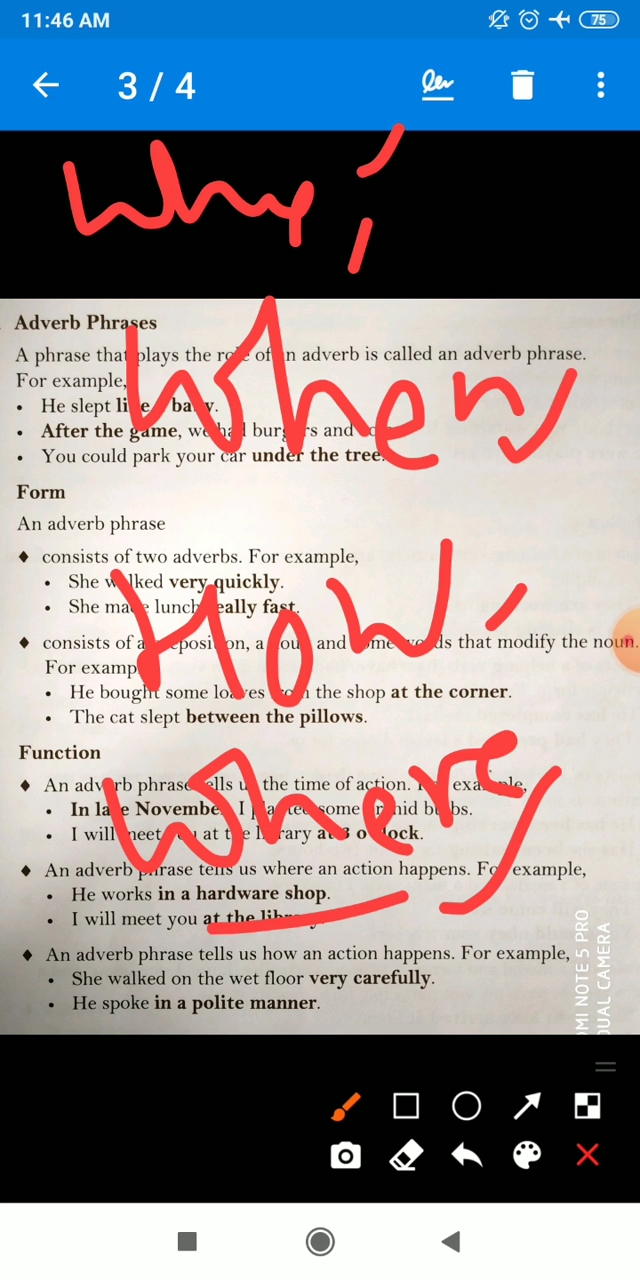 11:46 AM
75
3 / 4
Why,
Adverb Phrases
A phrase that plays the role of an adverb is called an adverb phrase.
For example,
When,
• He slept like a baby.
• After the game, we had burgers and
• You could park your car under the tree.
Form
An adverb phrase
♦ consists of two adverbs. For example,
• She walked very quickly.
• She made lunch really fast.
How,
♦ consists of a preposition, a noun and some words that modify the noun.
For example
• He bought some loaves from the shop at the corner.
• The cat slept between the pillows.
Function
♦ An adverb phrase tells us the time of action. For example,
Where,
• In late November I planted some orchid bulbs.
• I will meet you at the library at 8 o'clock.
♦ An adverb phrase tells us where an action happens. For example,
• He works in a hardware shop.
• I will meet you at the library.
♦ An adverb phrase tells us how an action happens. For example,
• She walked on the wet floor very carefully.
• He spoke in a polite manner.
MI NOTE 5 PRO
DUAL CAMERA